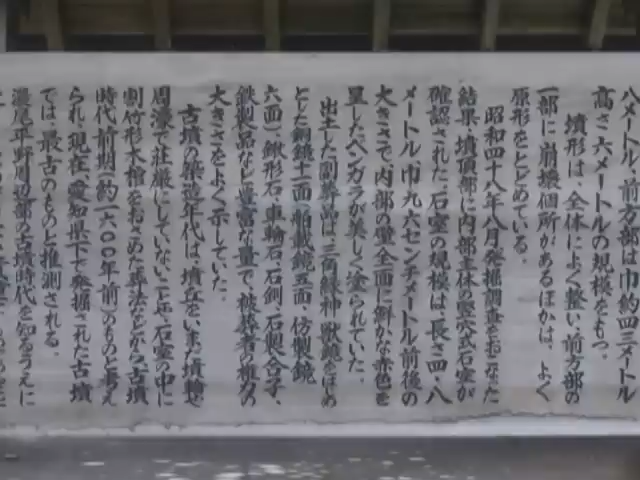 八メートル、前方部は巾約四三メートル
高さ六メートルの規模をもつ。
墳形は、全体によく整い、前方部の
一部に崩壊個所があるほかは、よく
原形をとどめている。
昭和四十八年八月発掘調査をおこなった
結果、墳頂部に内部主体の竪穴式石室が
確認された。石室の規模は、長さ四・八
メートル、巾九六センチメートル前後の
大きさで、内部の壁全面に鮮かな赤色を
呈したベンガラが美しく塗られていた。
出土した副葬品は、三角縁神獣鏡をはじめ
とした銅鏡十一面(舶載鏡五面、仿製鏡
六面)、鍬形石、車輪石、石釧、石製合子、
鉄製品など豊富な量で、被葬者の権力の
大きさをよく示していた。
古墳の築造年代は、墳丘をいまだ埴輪で
周濠で荘厳にしていないことや、石室の中に
割竹形木棺をおさめた葬法などから、古墳
時代前期(約一六〇〇年前)のものと考え
られ、現在、愛知県下で発掘された古墳
では、最古のものと推測される。
濃尾平野周辺部の古墳時代を知るうえに